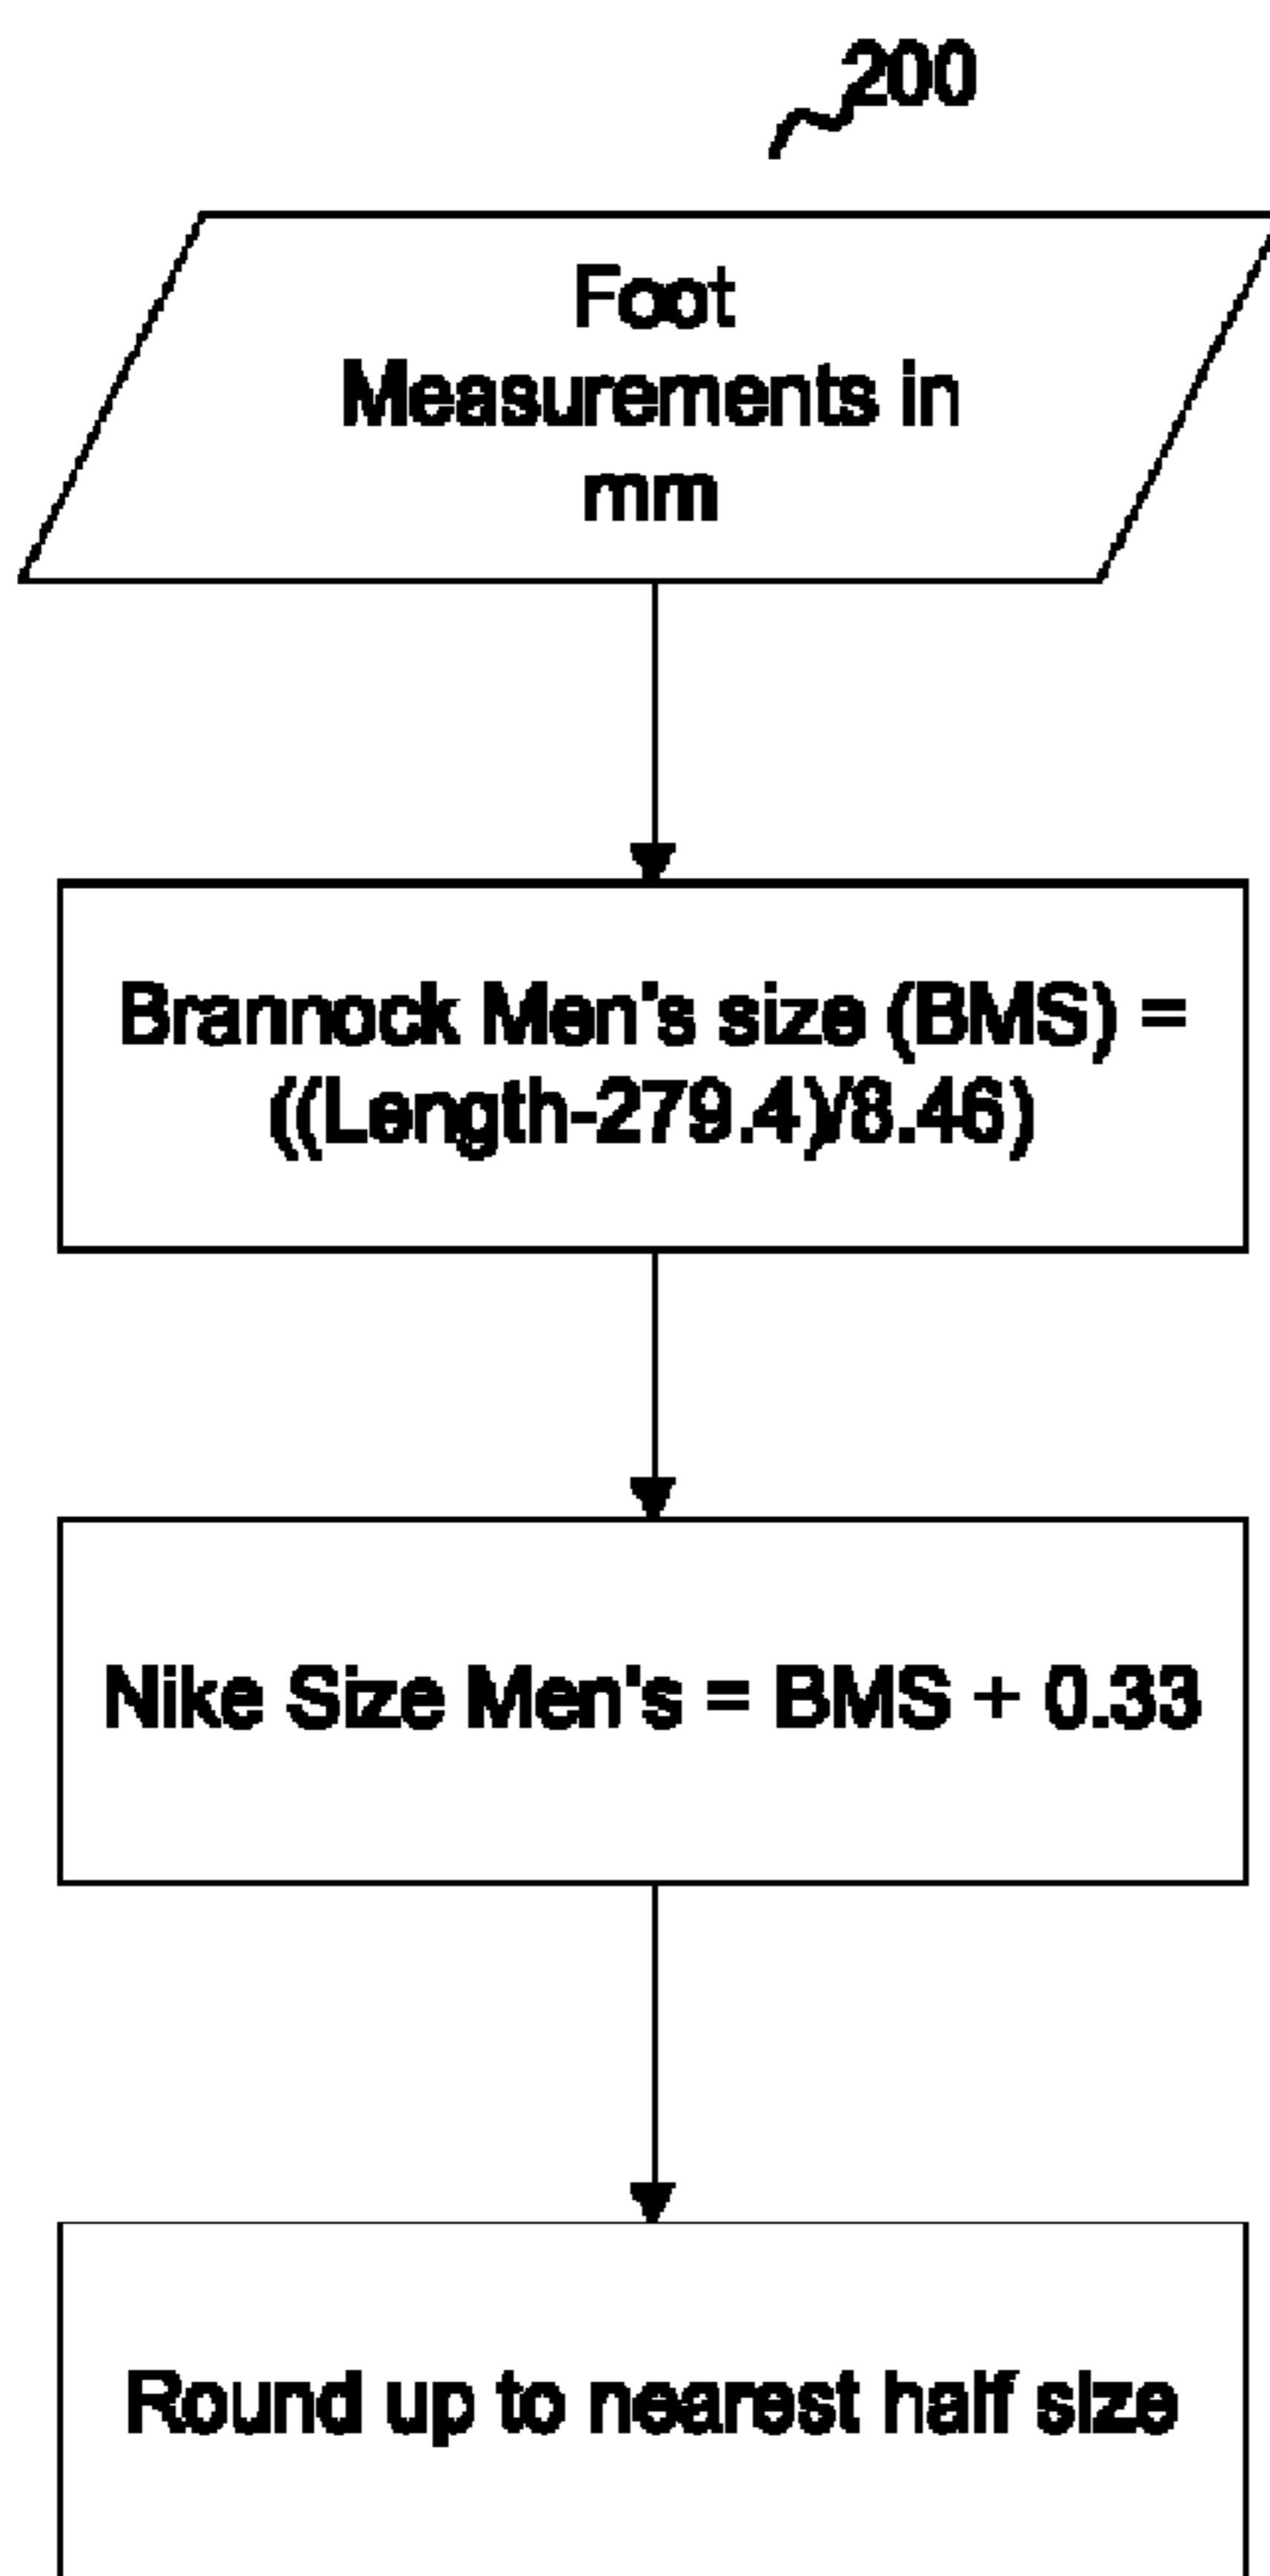 200
Foot
Measurements in
mm
Brannock Men's size (BMS) =
((Length-279.4)/8.46)
Nike Size Men's = BMS + 0.33
Round up to nearest half size